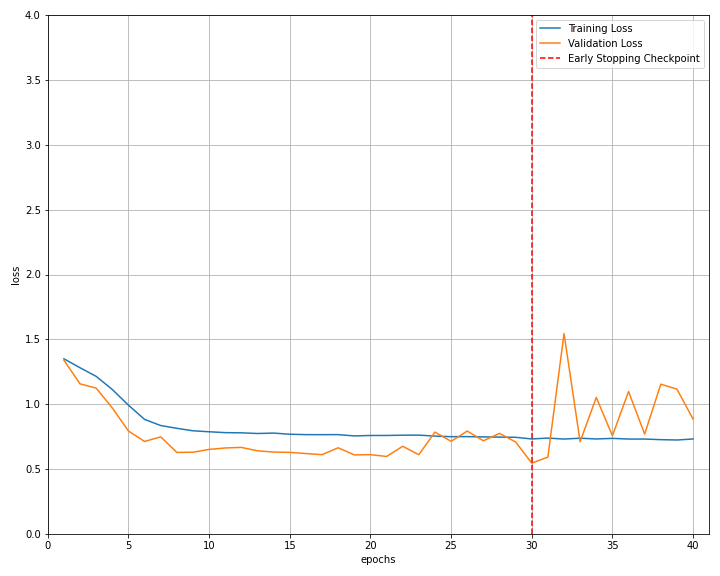 4.0
3.5
3.0
2.5
2.0
1.5
1.0
0.5
0.0
loss
Training Loss
Validation Loss
Early Stopping Checkpoint
0 5 10 15 20 25 30 35 40
epochs